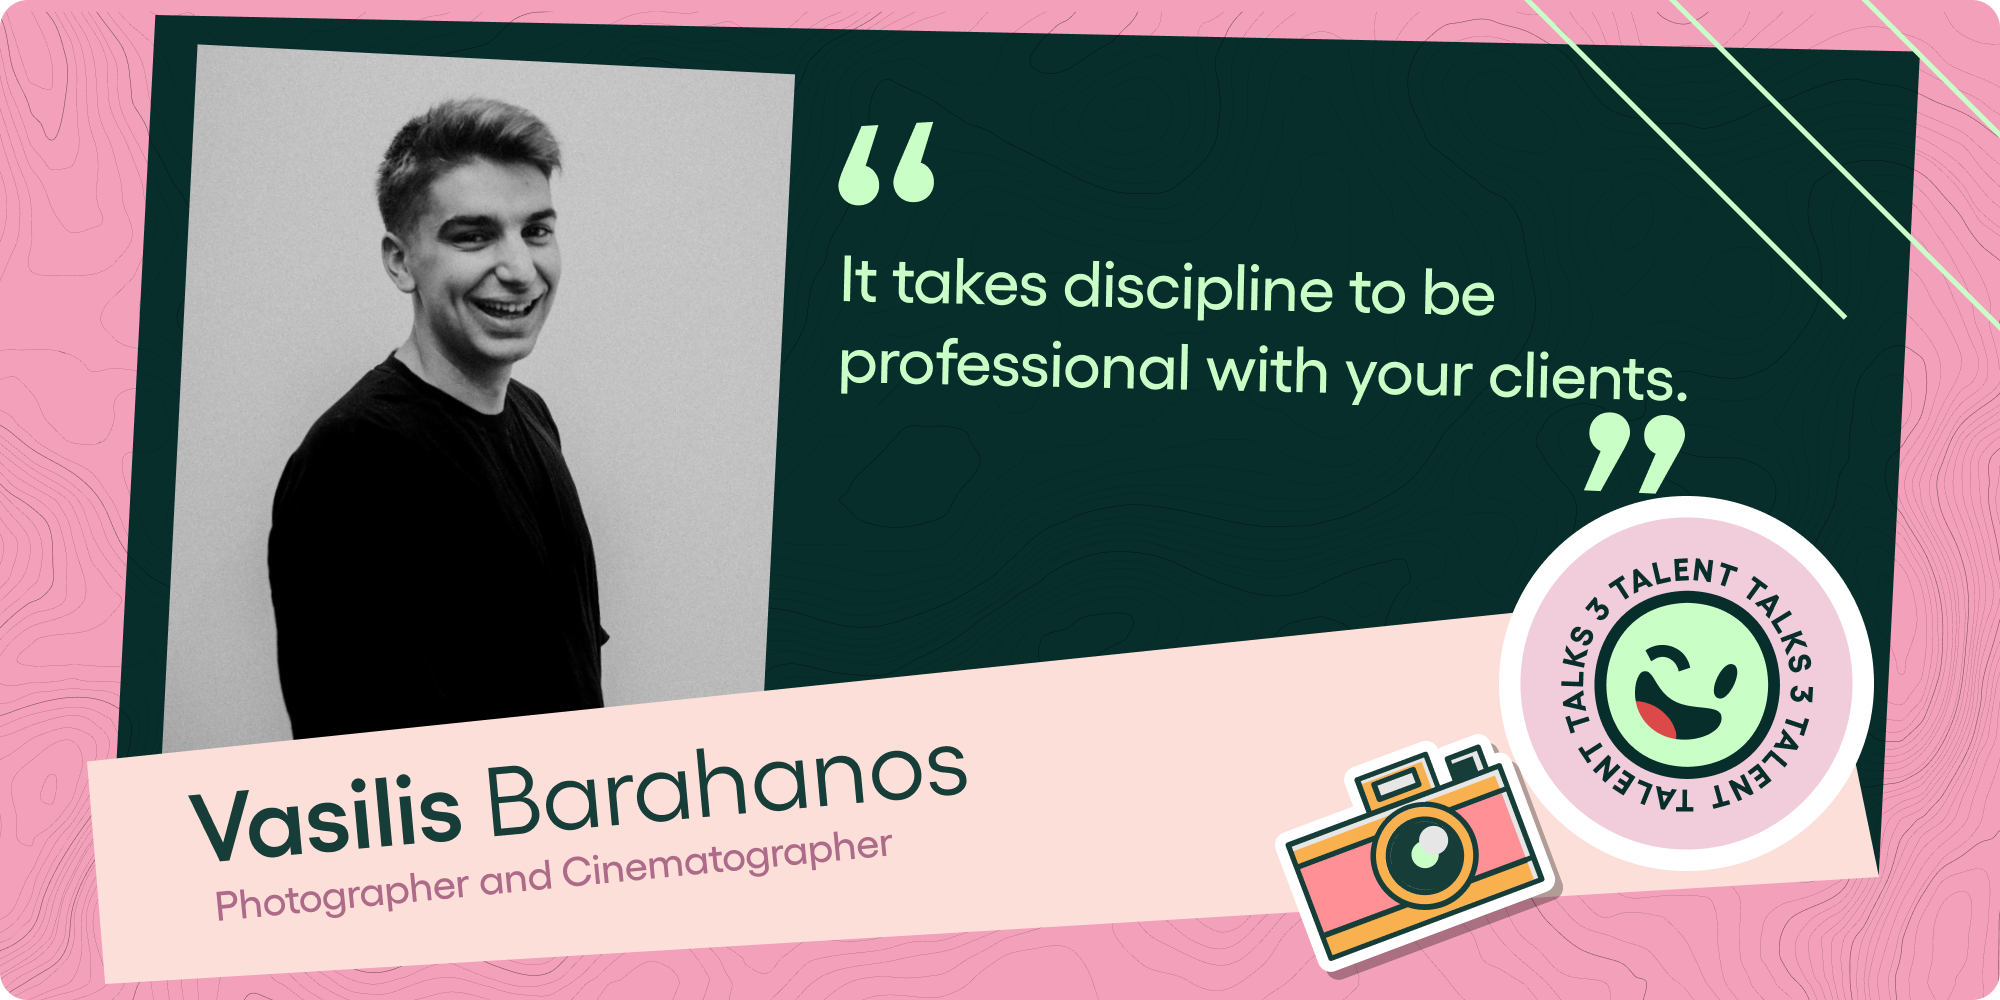 “
It takes discipline to be
professional with your clients.
”
Vasilis Barahanos
Photographer and Cinematographer
TALENT TALKS 3 TALENT TALENT TALKS 3